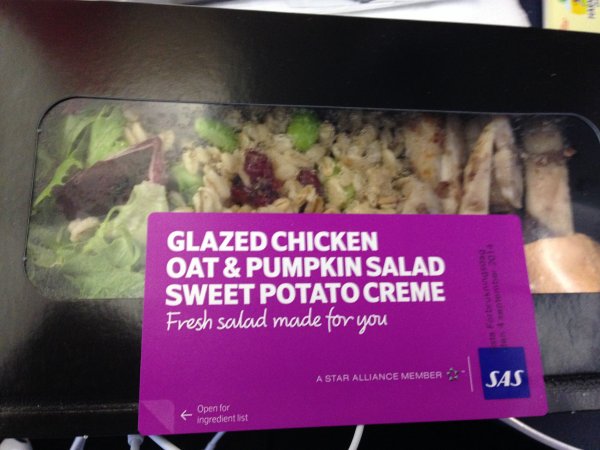 GLAZED CHICKEN
OAT & PUMPKIN SALAD
SWEET POTATO CREME
Fresh salad made for you
A STAR ALLIANCE MEMBER
SAS
← Open for
ingredient list